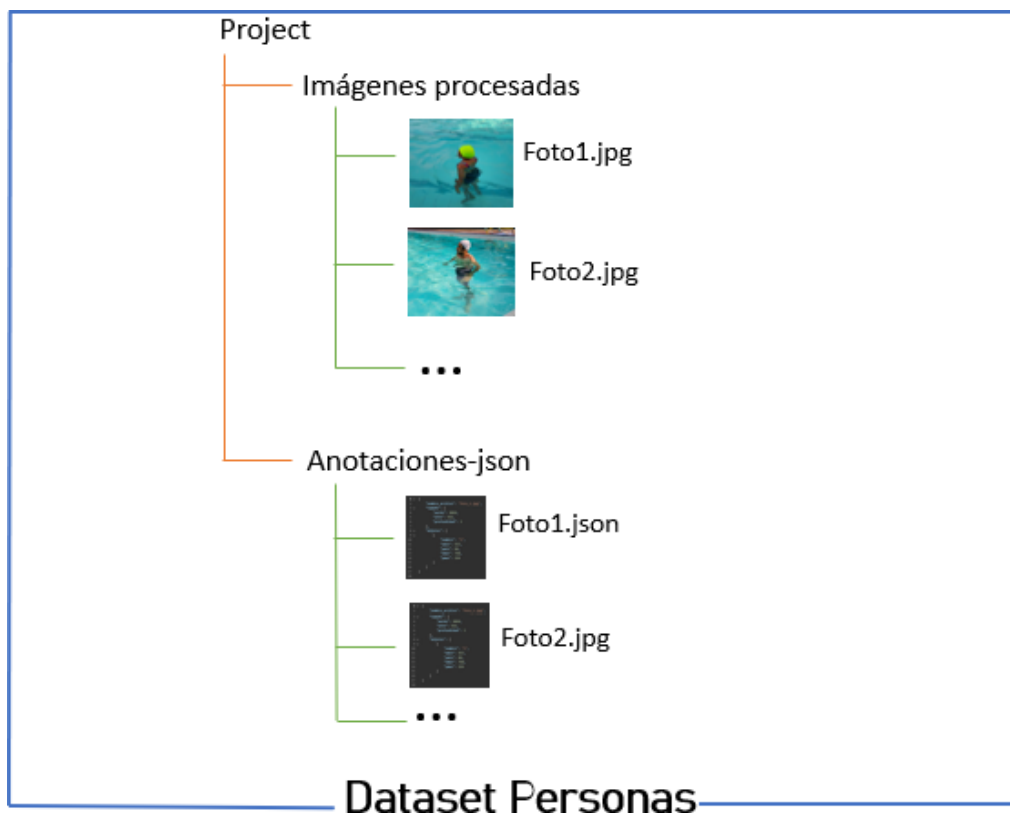 Project
Imágenes procesadas
Foto1.jpg
Foto2.jpg
...
Anotaciones-json
Foto1.json
Foto2.jpg
...
Dataset Personas